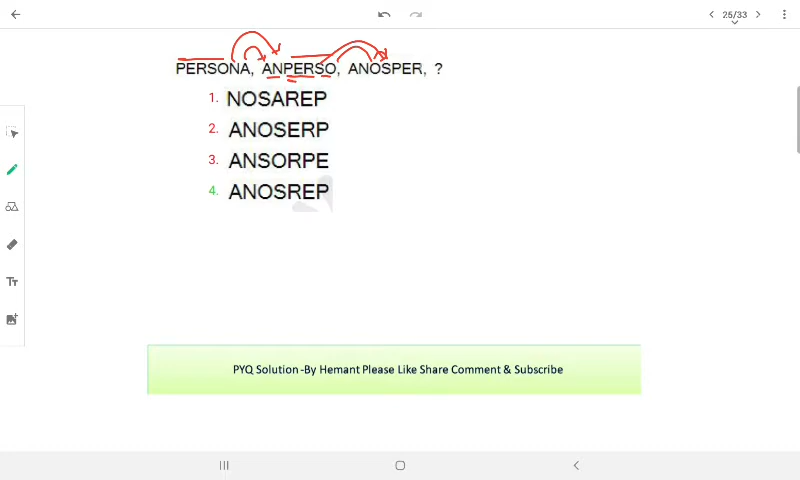 25/33
PERSONA, ANPERSO, ANOSPER, ?
1. NOSAREP
2. ANOSERP
3. ANSORPE
4. ANOSREP
Tт
PYQ Solution -By Hemant Please Like Share Comment & Subscribe